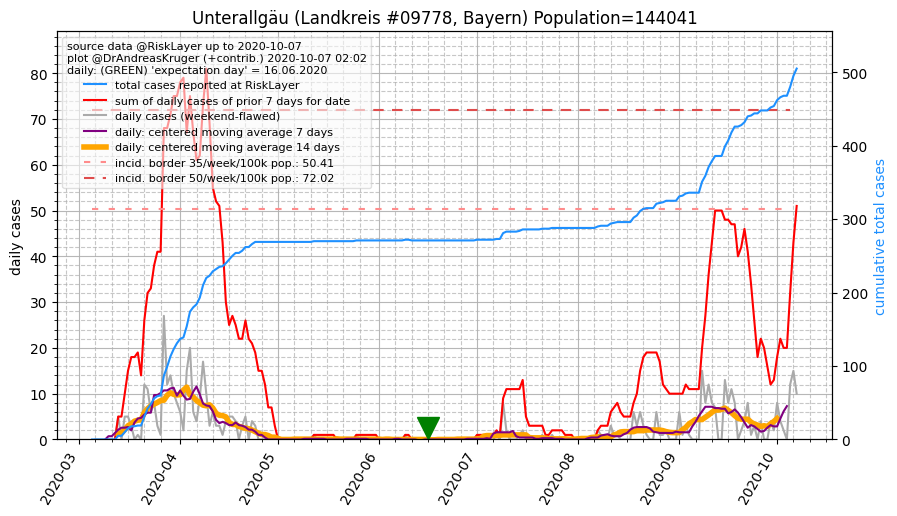 Unterallgäu (Landkreis #09778, Bayern) Population=144041
source data @RiskLayer up to 2020-10-07
plot @DrAndreasKruger (+contrib.) 2020-10-07 02:02
daily: (GREEN) 'expectation day' = 16.06.2020
total cases reported at RiskLayer
sum of daily cases of prior 7 days for date
daily cases (weekend-flawed)
daily: centered moving average 7 days
daily: centered moving average 14 days
incid. border 35/week/100k pop.: 50.41
incid. border 50/week/100k pop.: 72.02
daily cases
80
70
60
50
40
30
20
10
0
500
400
300
200
100
0
cumulative total cases
2020-03
2020-04
2020-05
2020-06
2020-07
2020-08
2020-09
2020-10